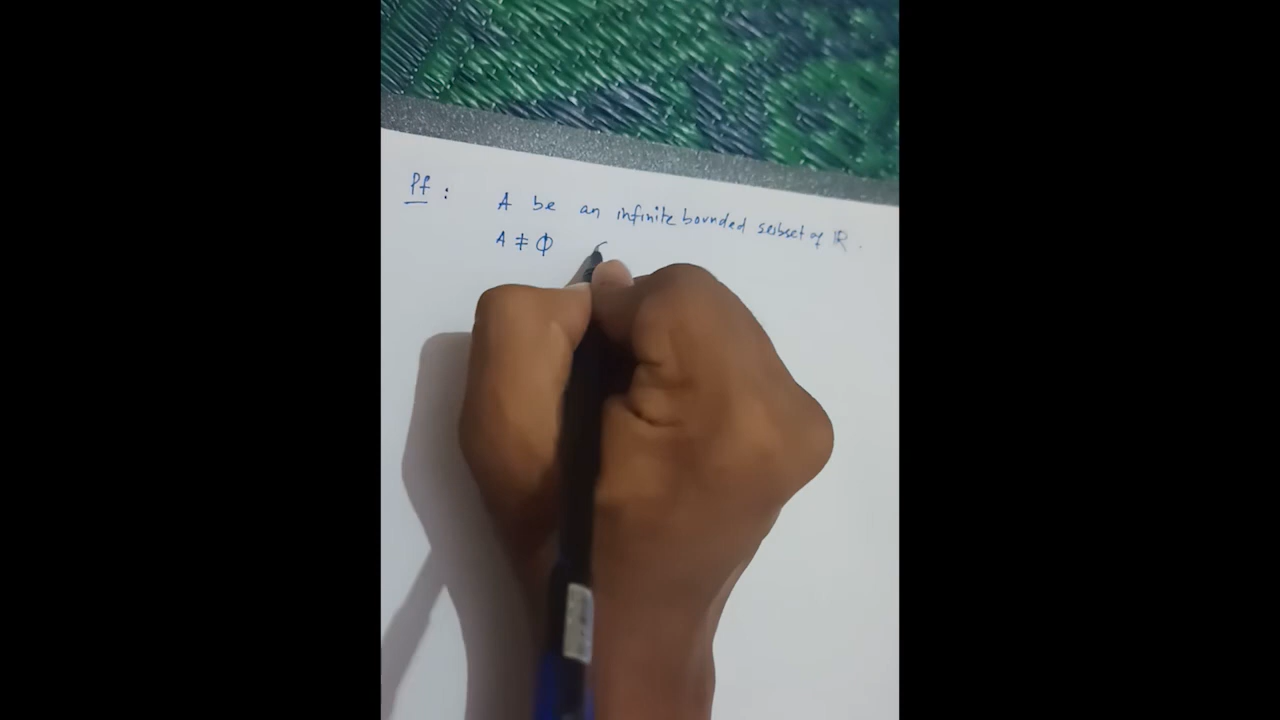 Pf : A be an infinite bounded subset of ℝ.
A ≠ ϕ